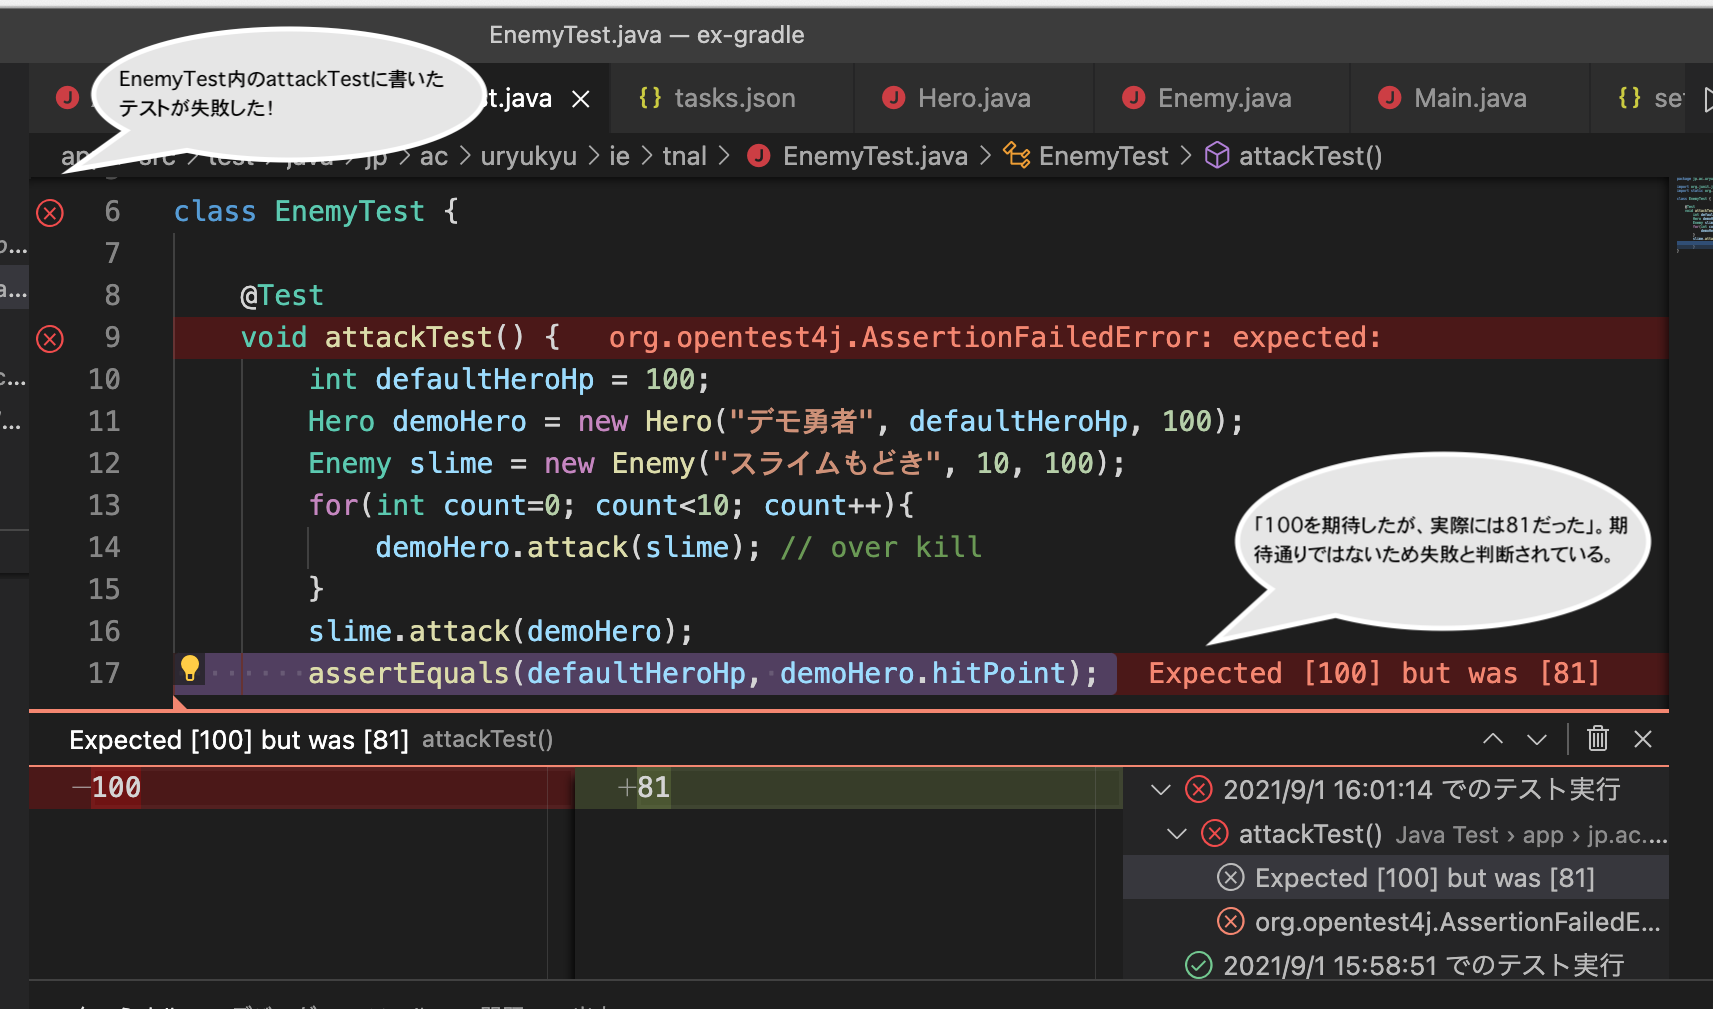 EnemyTest.java — ex-gradle
EnemyTest内のattackTestに書いた
テストが失敗した！
t.java
{} tasks.json
J Hero.java
J Enemy.java
J Main.java
{}
src > test > java > jp > ac > uryukyu > ie > tnal > J EnemyTest.java > EnemyTest > attackTest()
6 class EnemyTest {
7
8 @Test
9 void attackTest() { org.opentest4j.AssertionFailedError: expected:
10 int defaultHeroHp = 100;
11 Hero demoHero = new Hero("デモ勇者", defaultHeroHp, 100);
12 Enemy slime = new Enemy("スライムもどき", 10, 100);
13 for(int count=0; count<10; count++){
14 demoHero.attack(slime); // over kill
15 }
16 slime.attack(demoHero);
17 assertEquals(defaultHeroHp, demoHero.hitPoint); Expected [100] but was [81]
「100を期待したが、実際には81だった」。期
待通りではないため失敗と判断されている。
Expected [100] but was [81] attackTest()
−100
+81
2021/9/1 16:01:14 でのテスト実行
attackTest() Java Test › app › jp.ac....
Expected [100] but was [81]
org.opentest4j.AssertionFailedE...
2021/9/1 15:58:51 でのテスト実行